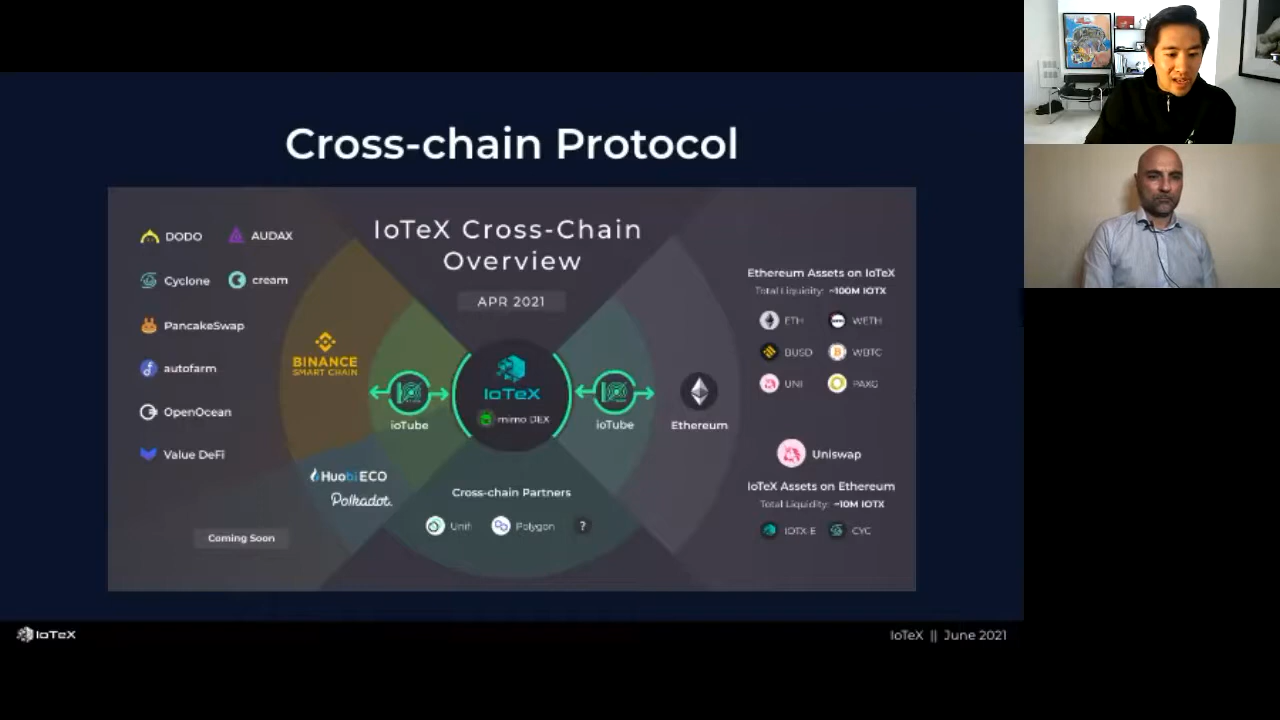 Cross-chain Protocol
IoTeX Cross-Chain
Overview
APR 2021
DODO
AUDAX
Cyclone
cream
PancakeSwap
autofarm
OpenOcean
Value DeFi
BINANCE
SMART CHAIN
HuobiECO
Polkadot.
Coming Soon
ioTube
IoTeX
mimo DEX
ioTube
Ethereum
Cross-chain Partners
Unifi
Polygon
?
Ethereum Assets on IoTeX
Total Liquidity: ~100M IOTX
ETH
WETH
BUSD
WBTC
UNI
PAXG
Uniswap
IoTeX Assets on Ethereum
Total Liquidity: ~10M IOTX
IOTX-E
CYC
IoTeX
IoTeX || June 2021